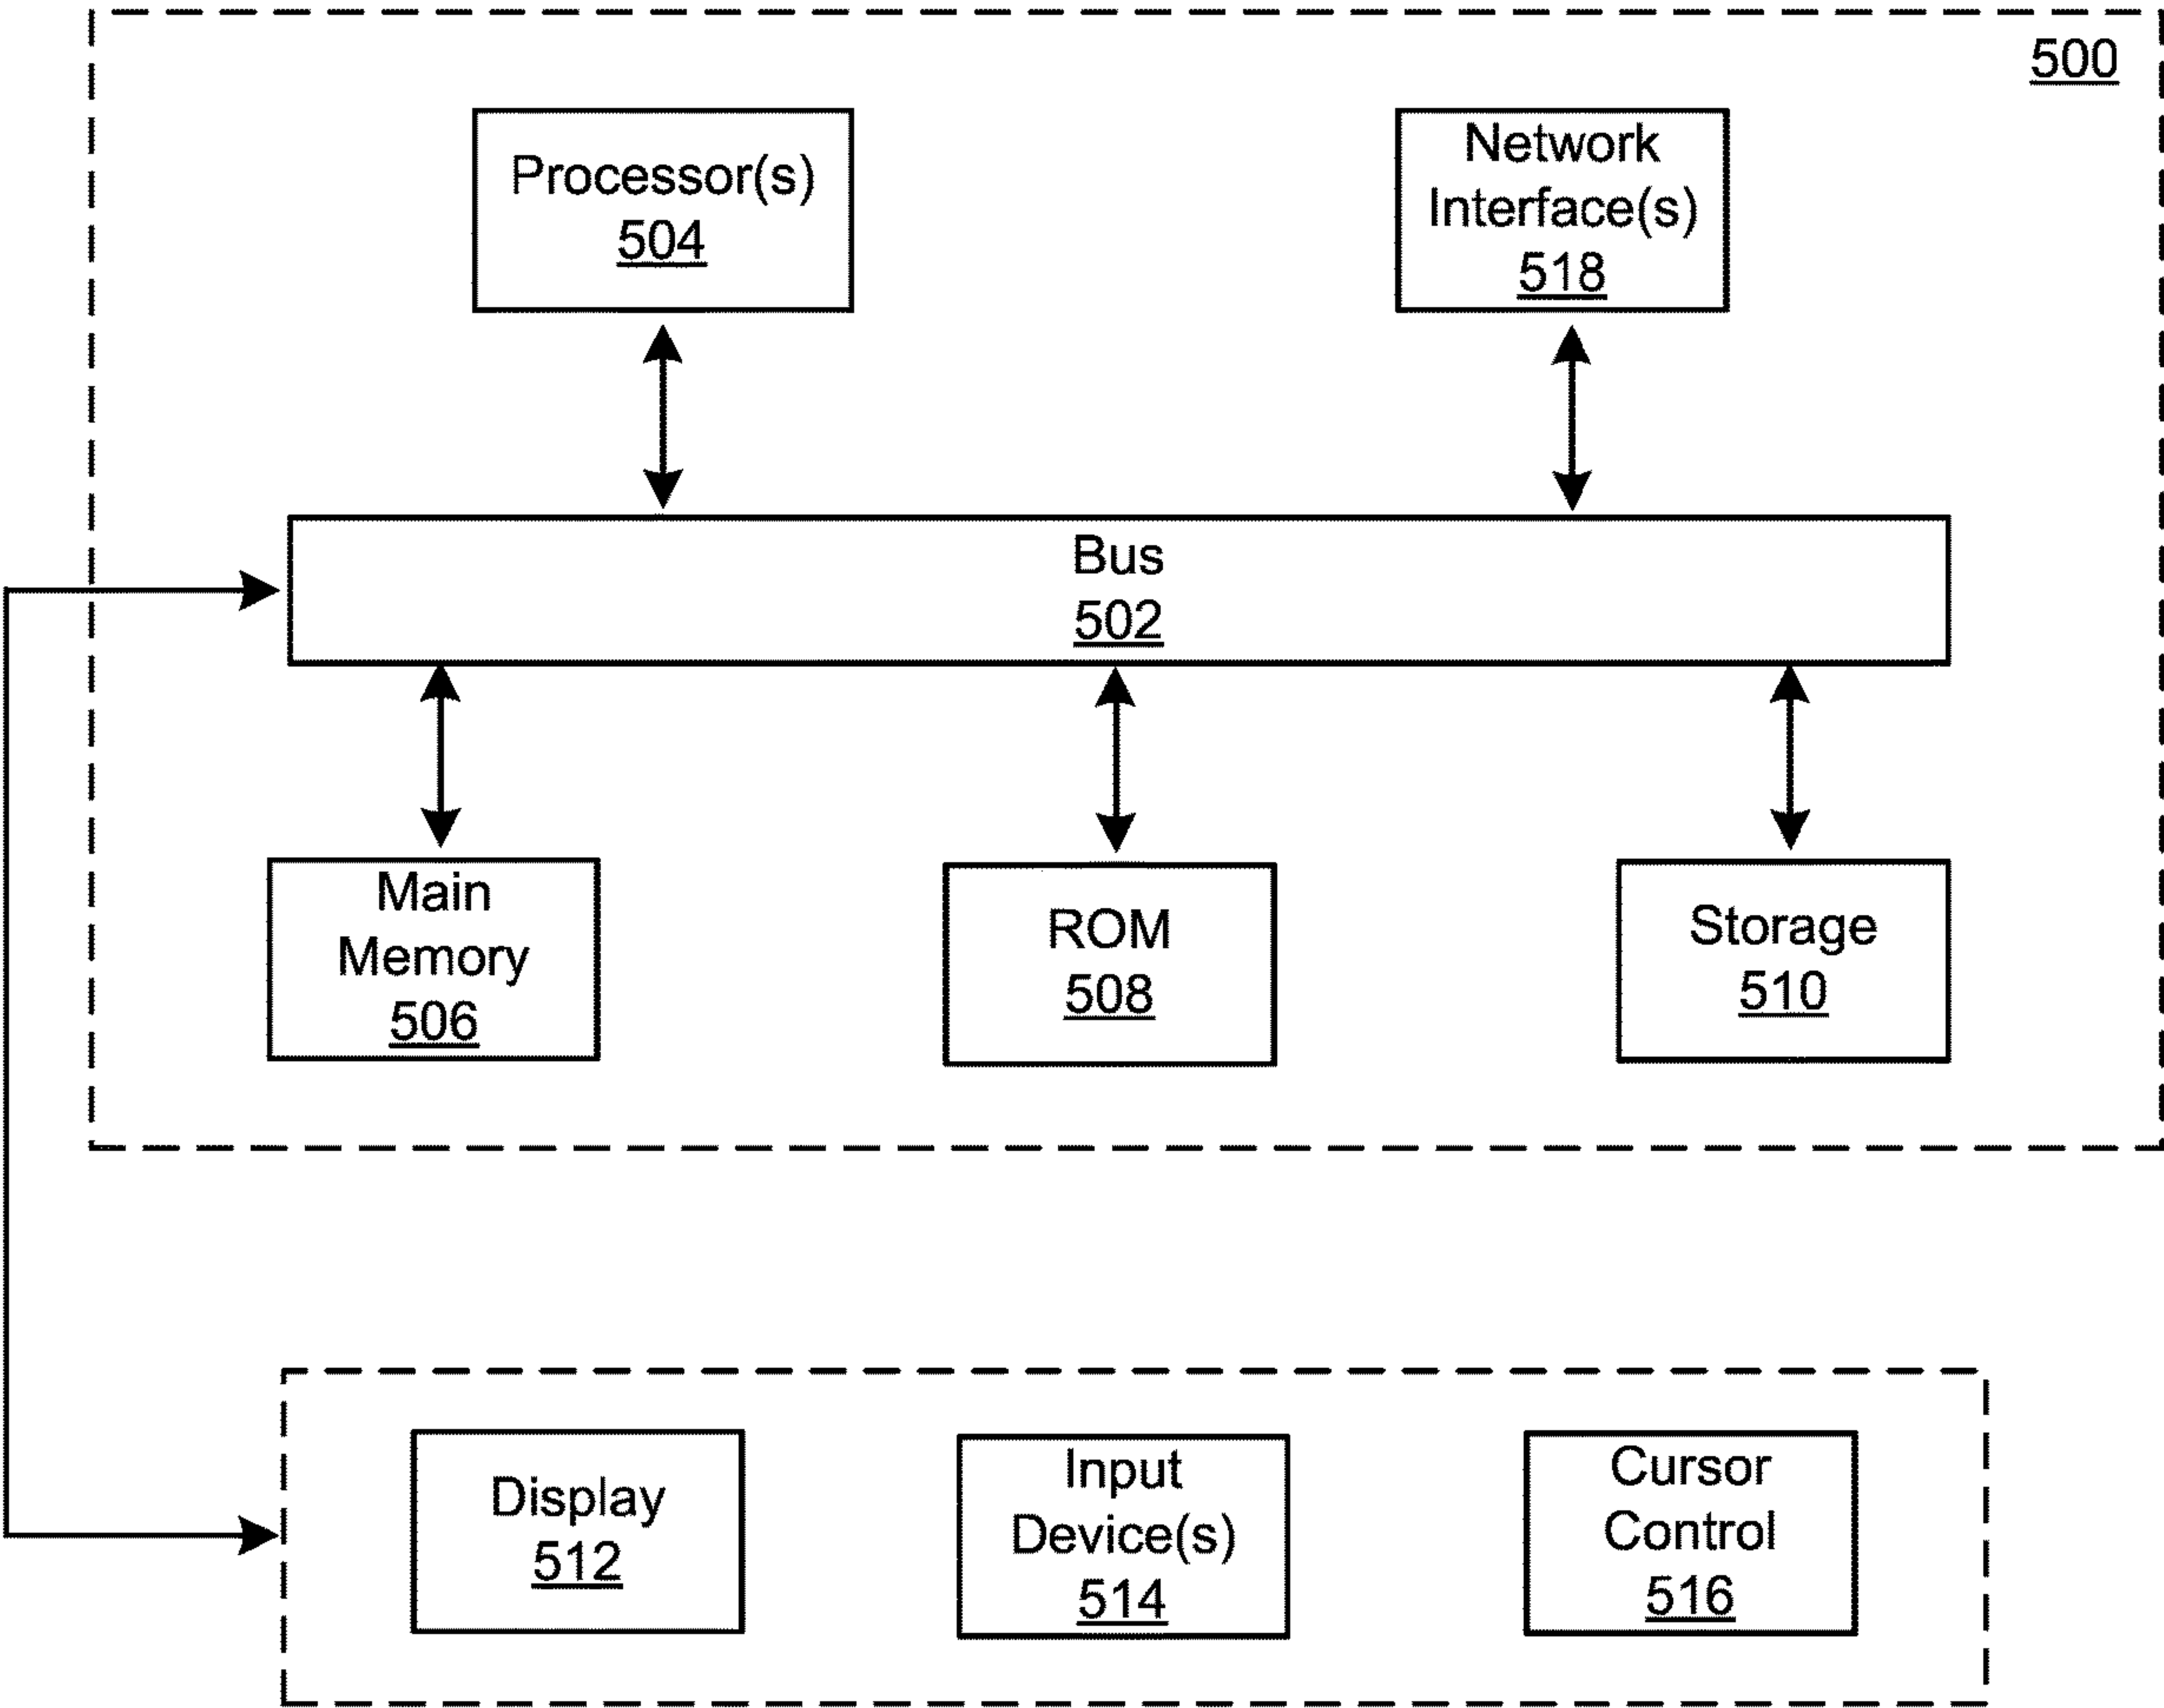 500
Processor(s)
504
Network
Interface(s)
518
Bus
502
Main
Memory
506
ROM
508
Storage
510
Display
512
Input
Device(s)
514
Cursor
Control
516